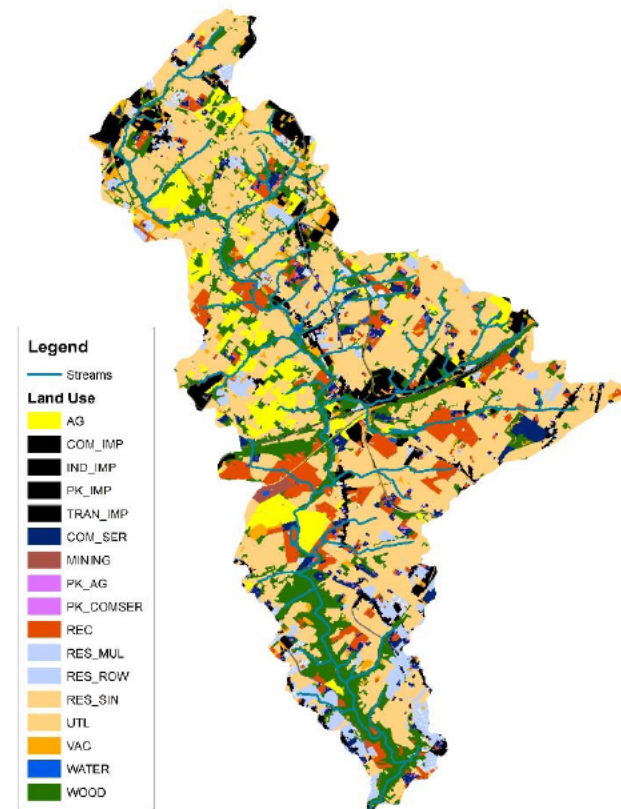 Legend
Streams
Land Use
AG
COM_IMP
IND_IMP
PK_IMP
TRAN_IMP
COM_SER
MINING
PK_AG
PK_COMSER
REC
RES_MUL
RES_ROW
RES_SIN
UTL
VAC
WATER
WOOD